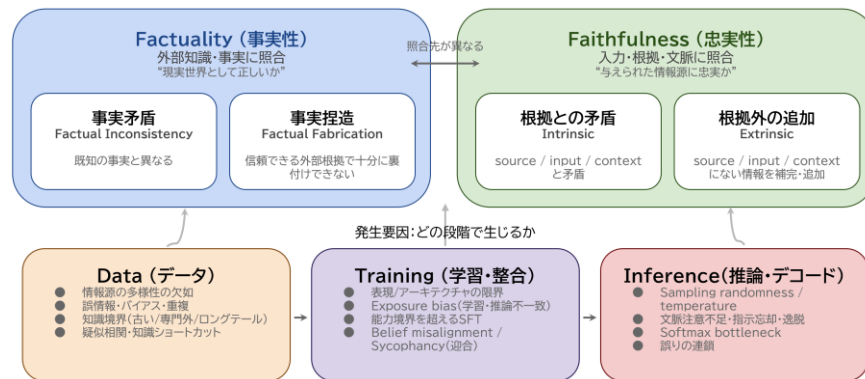 Factuality（事実性）
外部知識・事実に照合
“現実世界として正しいか”
事実矛盾
Factual Inconsistency
既知の事実と異なる
事実捏造
Factual Fabrication
信頼できる外部根拠で十分に裏
付けできない
照合先が異なる
Faithfulness（忠実性）
入力・根拠・文脈に照合
“与えられた情報源に忠実か”
根拠との矛盾
Intrinsic
source / input / context
と矛盾
根拠外の追加
Extrinsic
source / input / context
にない情報を補完・追加
発生要因：どの段階で生じるか
Data（データ）
● 情報源の多様性の欠如
● 誤情報・バイアス・重複
● 知識境界（古い/専門外/ロングテール）
● 疑似相関・知識ショートカット
Training（学習・整合）
● 表現/アーキテクチャの限界
● Exposure bias（学習・推論不一致）
● 能力境界を超えるSFT
● Belief misalignment /
Sycophancy（迎合）
Inference（推論・デコード）
● Sampling randomness /
temperature
● 文脈注意不足・指示忘却・逸脱
● Softmax bottleneck
● 誤りの連鎖